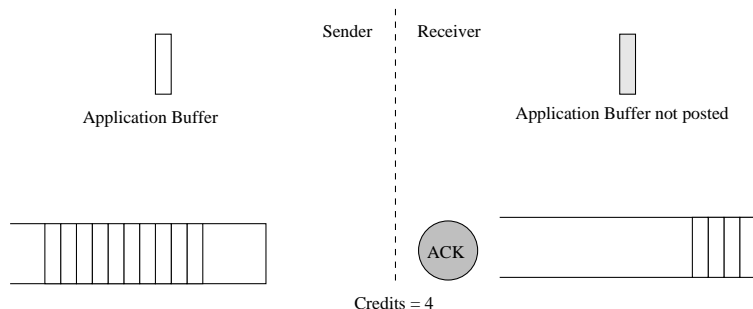 Sender
Receiver
Application Buffer
Application Buffer not posted
ACK
Credits = 4